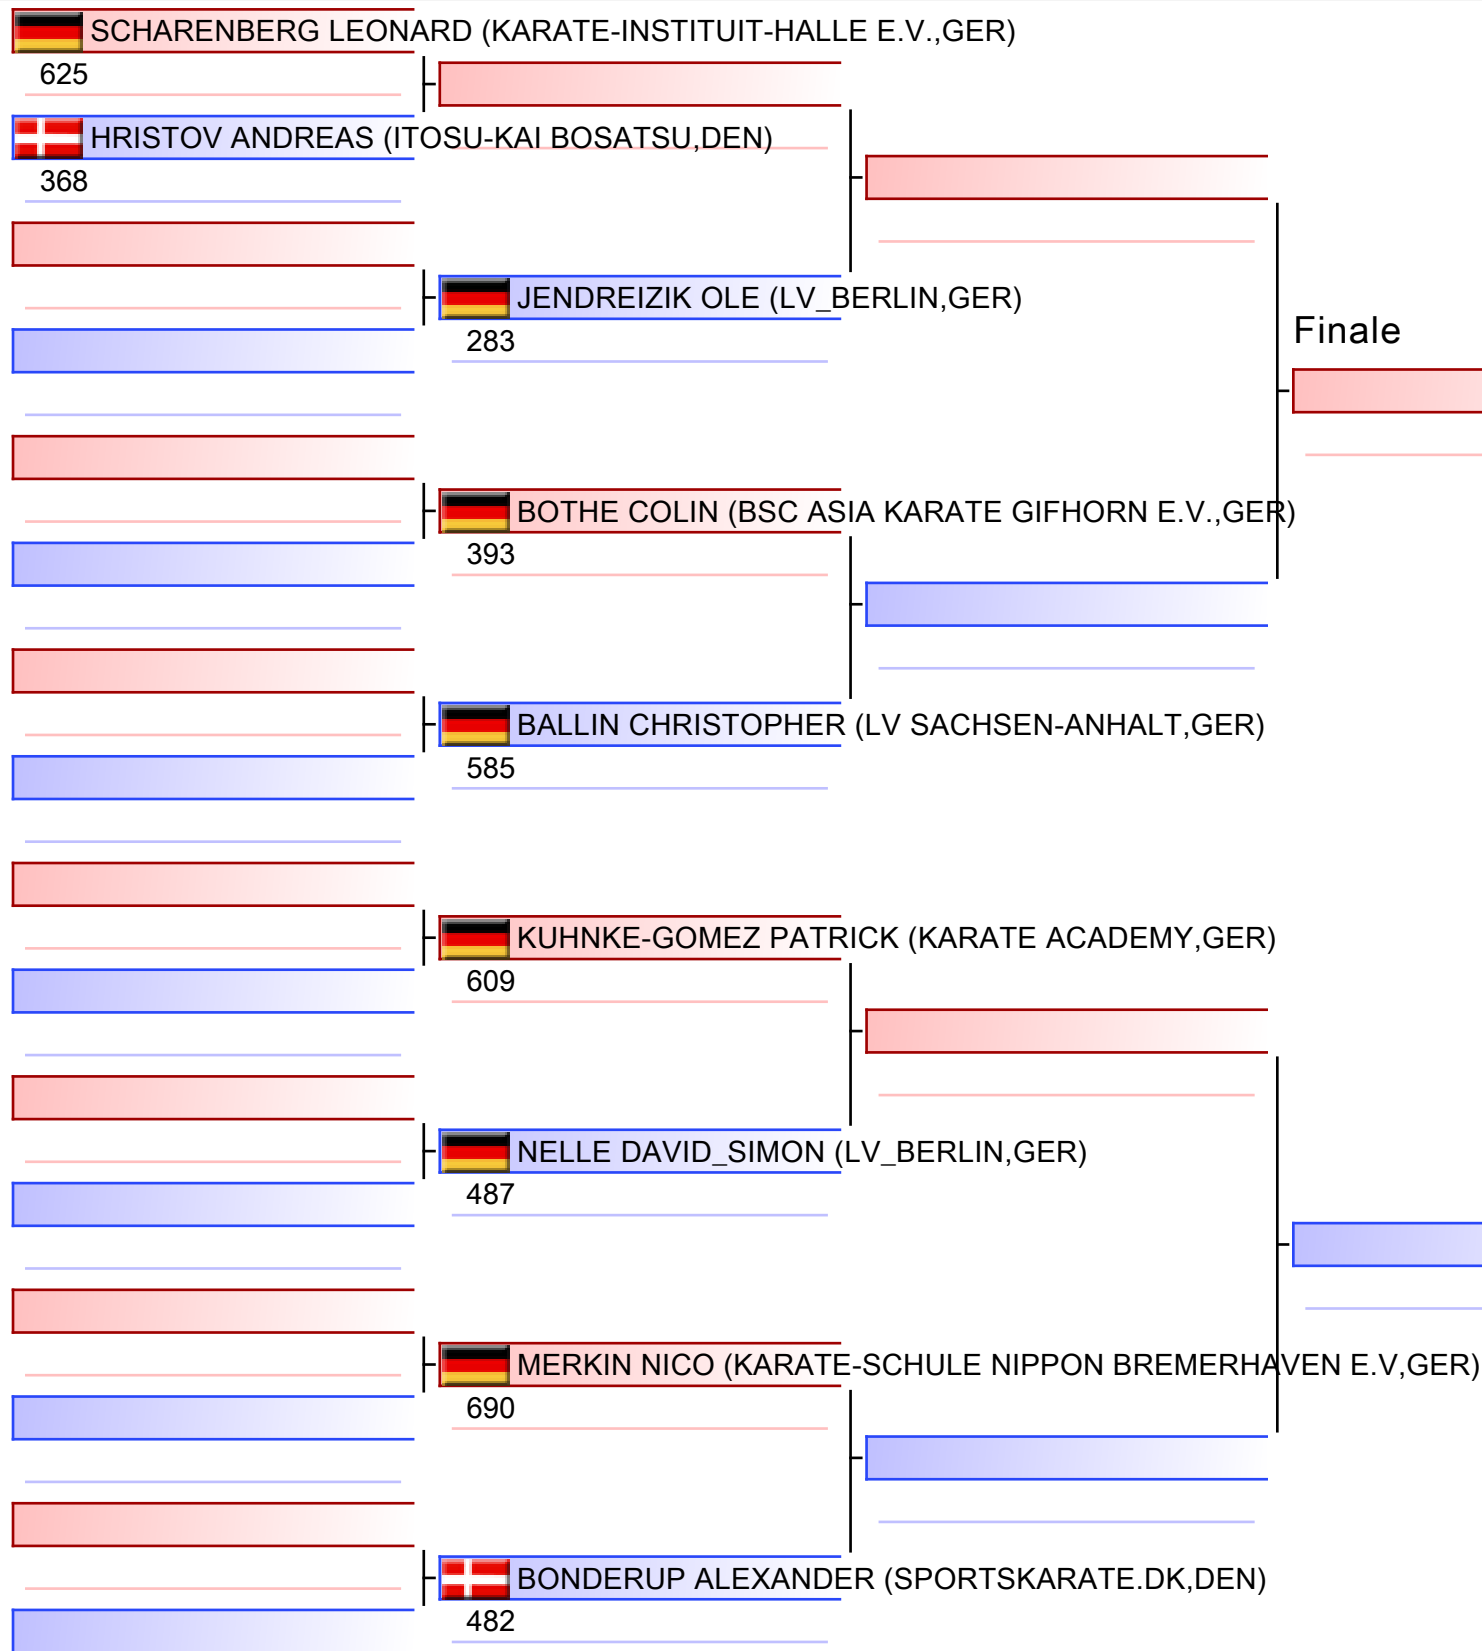 SCHARENBERG LEONARD (KARATE-INSTITUIT-HALLE E.V.,GER)
625
HRISTOV ANDREAS (ITOSU-KAI BOSATSU,DEN)
368
JENDREIZIK OLE (LV_BERLIN,GER)
283
Finale
BOTHE COLIN (BSC ASIA KARATE GIFHORN E.V.,GER)
393
BALLIN CHRISTOPHER (LV SACHSEN-ANHALT,GER)
585
KUHNKE-GOMEZ PATRICK (KARATE ACADEMY,GER)
609
NELLE DAVID_SIMON (LV_BERLIN,GER)
487
MERKIN NICO (KARATE-SCHULE NIPPON BREMERHAVEN E.V,GER)
690
BONDERUP ALEXANDER (SPORTSKARATE.DK,DEN)
482